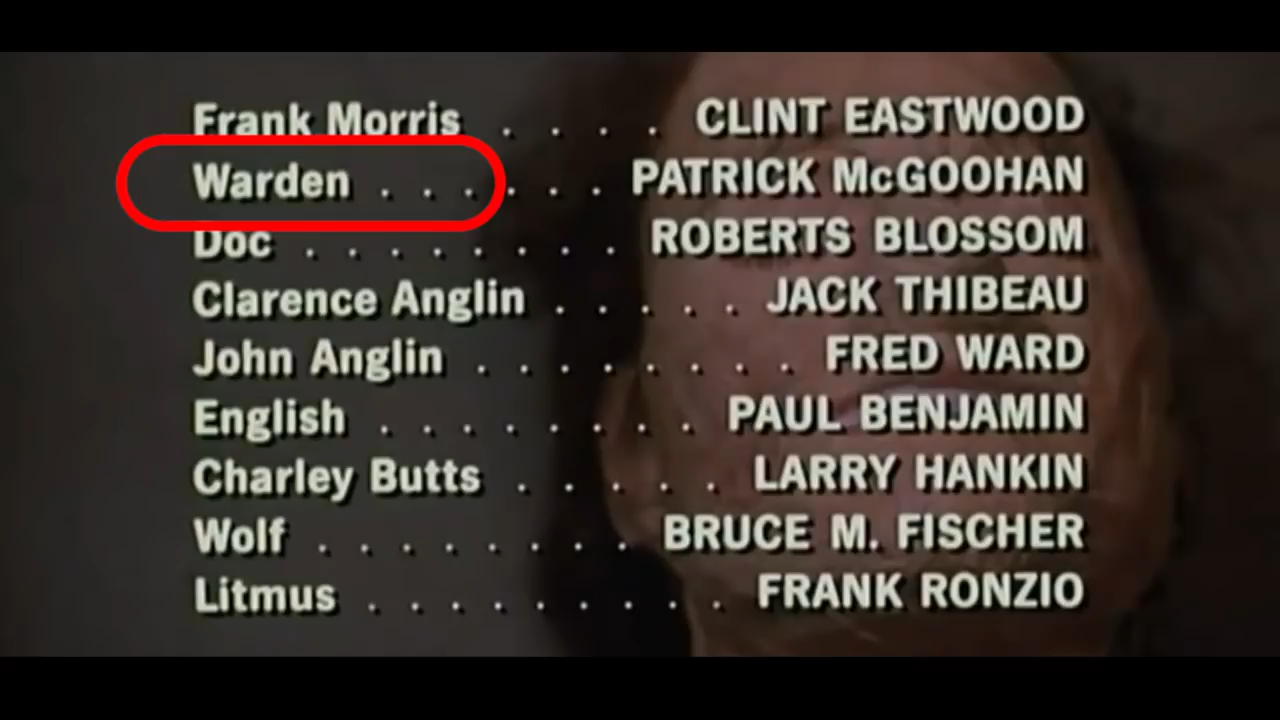 Frank Morris . . . . CLINT EASTWOOD
Warden . . . . . . PATRICK McGOOHAN
Doc . . . . . . . . ROBERTS BLOSSOM
Clarence Anglin . . . . . JACK THIBEAU
John Anglin . . . . . . . . FRED WARD
English . . . . . . . . PAUL BENJAMIN
Charley Butts . . . . . LARRY HANKIN
Wolf . . . . . . . . BRUCE M. FISCHER
Litmus . . . . . . . . . FRANK RONZIO